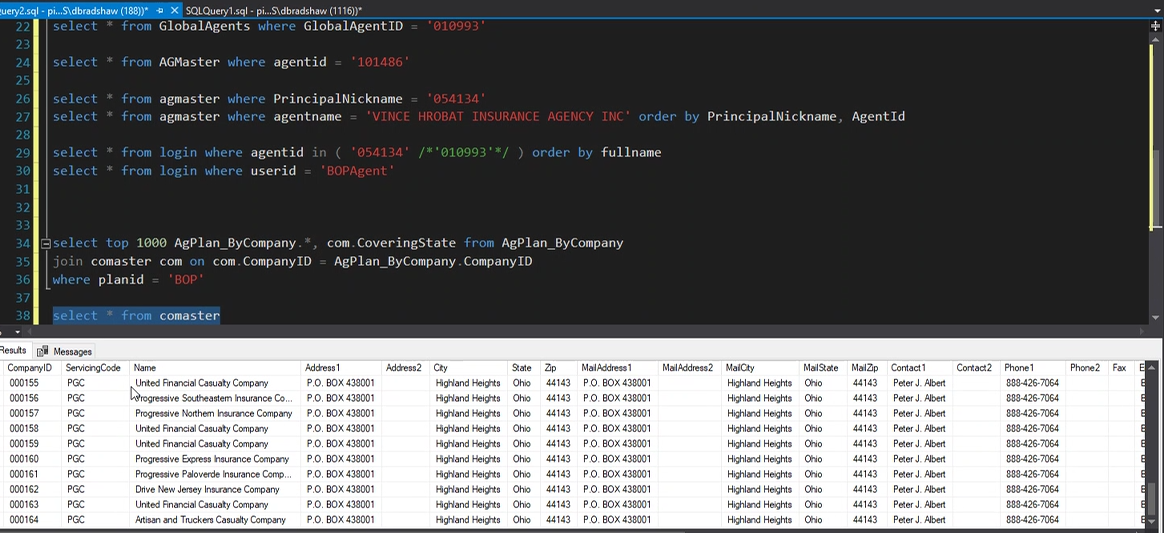 query2.sql - pi...S\dbradshaw (188))* SQLQuery1.sql - pi...S\dbradshaw (1116))*
22 select * from GlobalAgents where GlobalAgentID = '010993'
23
24 select * from AGMaster where agentid = '101486'
25
26 select * from agmaster where PrincipalNickname = '054134'
27 select * from agmaster where agentname = 'VINCE HROBAT INSURANCE AGENCY INC' order by PrincipalNickname, AgentId
28
29 select * from login where agentid in ( '054134' /*'010993'*/ ) order by fullname
30 select * from login where userid = 'BOPAgent'
31
32
33
34 select top 1000 AgPlan_ByCompany.*, com.CoveringState from AgPlan_ByCompany
35 join comaster com on com.CompanyID = AgPlan_ByCompany.CompanyID
36 where planid = 'BOP'
37
38 select * from comaster
Results Messages
CompanyID ServicingCode Name Address1 Address2 City State Zip MailAddress1 MailAddress2 MailCity MailState MailZip Contact1 Contact2 Phone1 Phone2 Fax E
000155 PGC United Financial Casualty Company P.O. BOX 438001 Highland Heights Ohio 44143 P.O. BOX 438001 Highland Heights Ohio 44143 Peter J. Albert 888-426-7064 E
000156 PGC Progressive Southeastern Insurance Co... P.O. BOX 438001 Highland Heights Ohio 44143 P.O. BOX 438001 Highland Heights Ohio 44143 Peter J. Albert 888-426-7064 E
000157 PGC Progressive Northern Insurance Company P.O. BOX 438001 Highland Heights Ohio 44143 P.O. BOX 438001 Highland Heights Ohio 44143 Peter J. Albert 888-426-7064 E
000158 PGC United Financial Casualty Company P.O. BOX 438001 Highland Heights Ohio 44143 P.O. BOX 438001 Highland Heights Ohio 44143 Peter J. Albert 888-426-7064 E
000159 PGC United Financial Casualty Company P.O. BOX 438001 Highland Heights Ohio 44143 P.O. BOX 438001 Highland Heights Ohio 44143 Peter J. Albert 888-426-7064 E
000160 PGC Progressive Express Insurance Company P.O. BOX 438001 Highland Heights Ohio 44143 P.O. BOX 438001 Highland Heights Ohio 44143 Peter J. Albert 888-426-7064 E
000161 PGC Progressive Paloverde Insurance Comp... P.O. BOX 438001 Highland Heights Ohio 44143 P.O. BOX 438001 Highland Heights Ohio 44143 Peter J. Albert 888-426-7064 E
000162 PGC Drive New Jersey Insurance Company P.O. BOX 438001 Highland Heights Ohio 44143 P.O. BOX 438001 Highland Heights Ohio 44143 Peter J. Albert 888-426-7064 E
000163 PGC United Financial Casualty Company P.O. BOX 438001 Highland Heights Ohio 44143 P.O. BOX 438001 Highland Heights Ohio 44143 Peter J. Albert 888-426-7064 E
000164 PGC Artisan and Truckers Casualty Company P.O. BOX 438001 Highland Heights Ohio 44143 P.O. BOX 438001 Highland Heights Ohio 44143 Peter J. Albert 888-426-7064 E